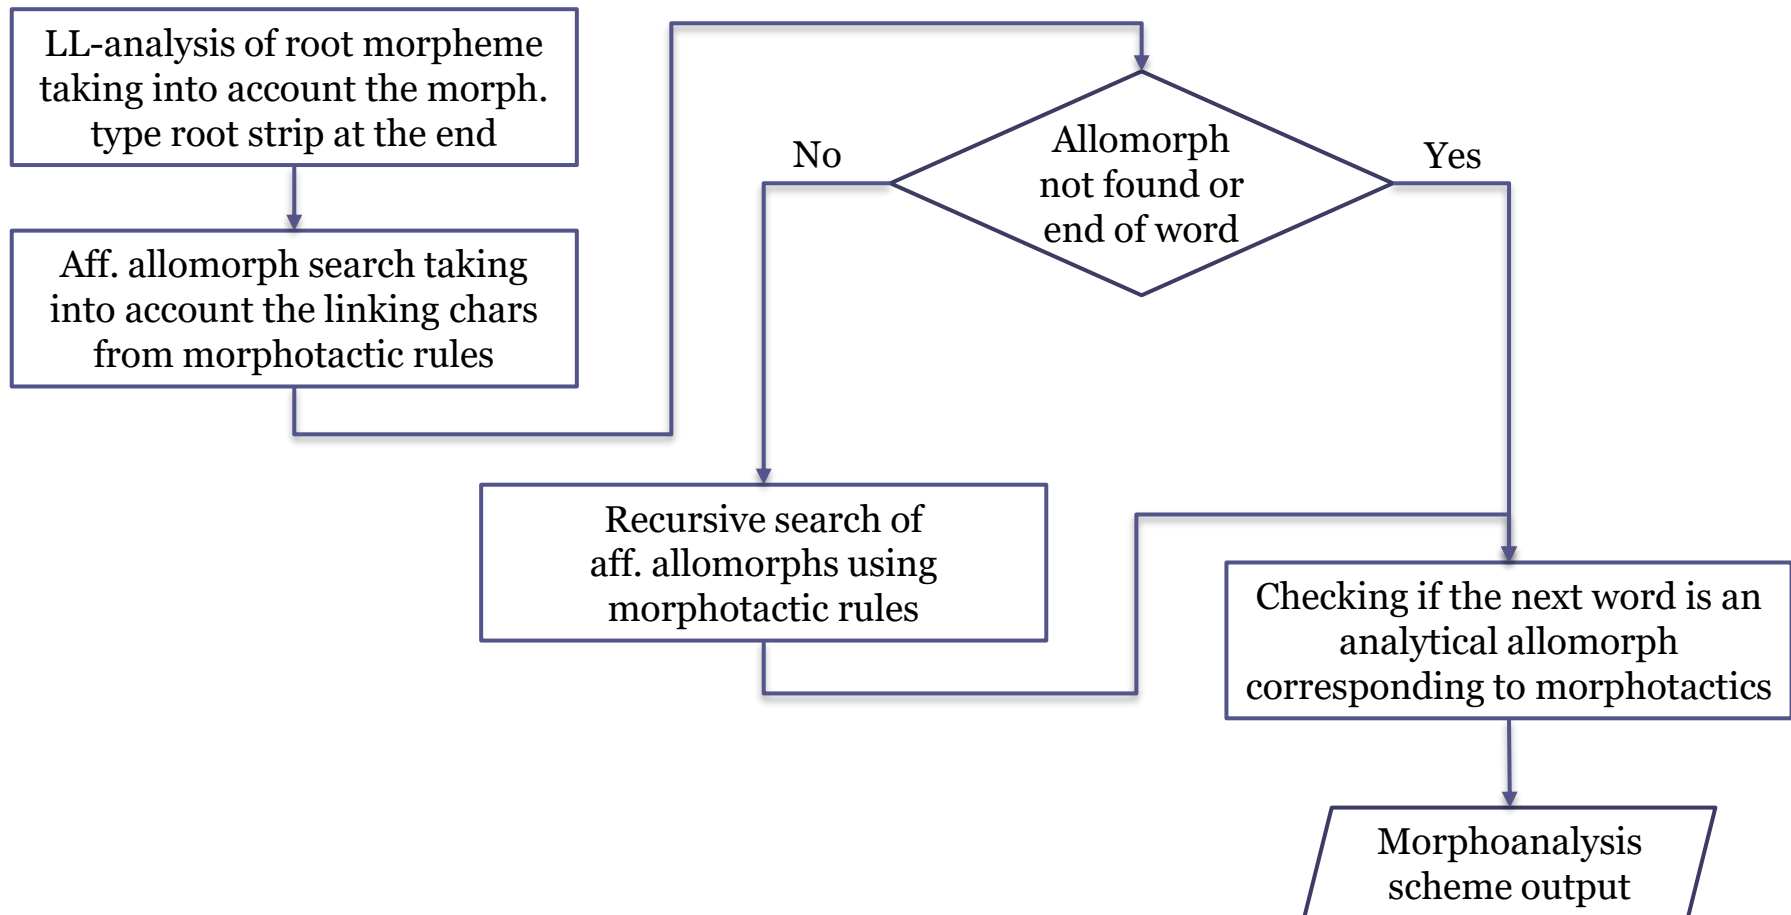 LL-analysis of root morpheme
taking into account the morph.
type root strip at the end
Aff. allomorph search taking
into account the linking chars
from morphotactic rules
Allomorph
not found or
end of word
No
Yes
Recursive search of
aff. allomorphs using
morphotactic rules
Checking if the next word is an
analytical allomorph
corresponding to morphotactics
Morphoanalysis
scheme output